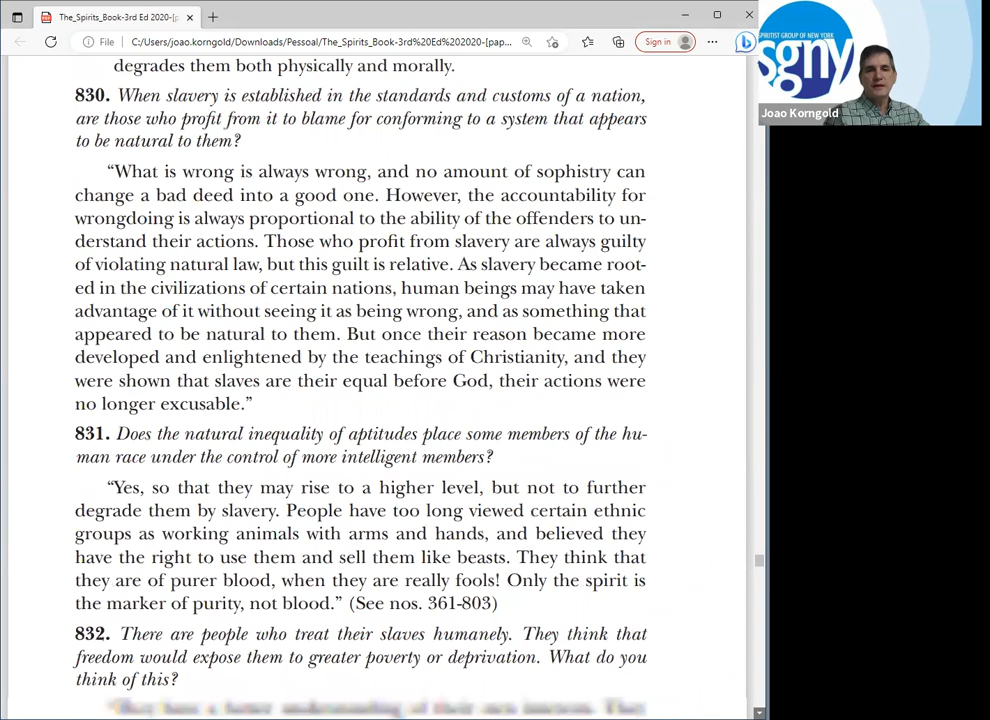 The_Spirits_Book-3rd Ed 2020-[p
File
C:/Users/joao.korngold/Downloads/Pessoal/The_Spirits_Book-3rd%20Ed%202020-[pap...
Sign in
SPIRITIST GROUP OF NEW YORK
sgny
Joao Korngold
degrades them both physically and morally.
830. When slavery is established in the standards and customs of a nation,
are those who profit from it to blame for conforming to a system that appears
to be natural to them?
“What is wrong is always wrong, and no amount of sophistry can
change a bad deed into a good one. However, the accountability for
wrongdoing is always proportional to the ability of the offenders to un-
derstand their actions. Those who profit from slavery are always guilty
of violating natural law, but this guilt is relative. As slavery became root-
ed in the civilizations of certain nations, human beings may have taken
advantage of it without seeing it as being wrong, and as something that
appeared to be natural to them. But once their reason became more
developed and enlightened by the teachings of Christianity, and they
were shown that slaves are their equal before God, their actions were
no longer excusable.”
831. Does the natural inequality of aptitudes place some members of the hu-
man race under the control of more intelligent members?
“Yes, so that they may rise to a higher level, but not to further
degrade them by slavery. People have too long viewed certain ethnic
groups as working animals with arms and hands, and believed they
have the right to use them and sell them like beasts. They think that
they are of purer blood, when they are really fools! Only the spirit is
the marker of purity, not blood.” (See nos. 361-803)
832. There are people who treat their slaves humanely. They think that
freedom would expose them to greater poverty or deprivation. What do you
think of this?